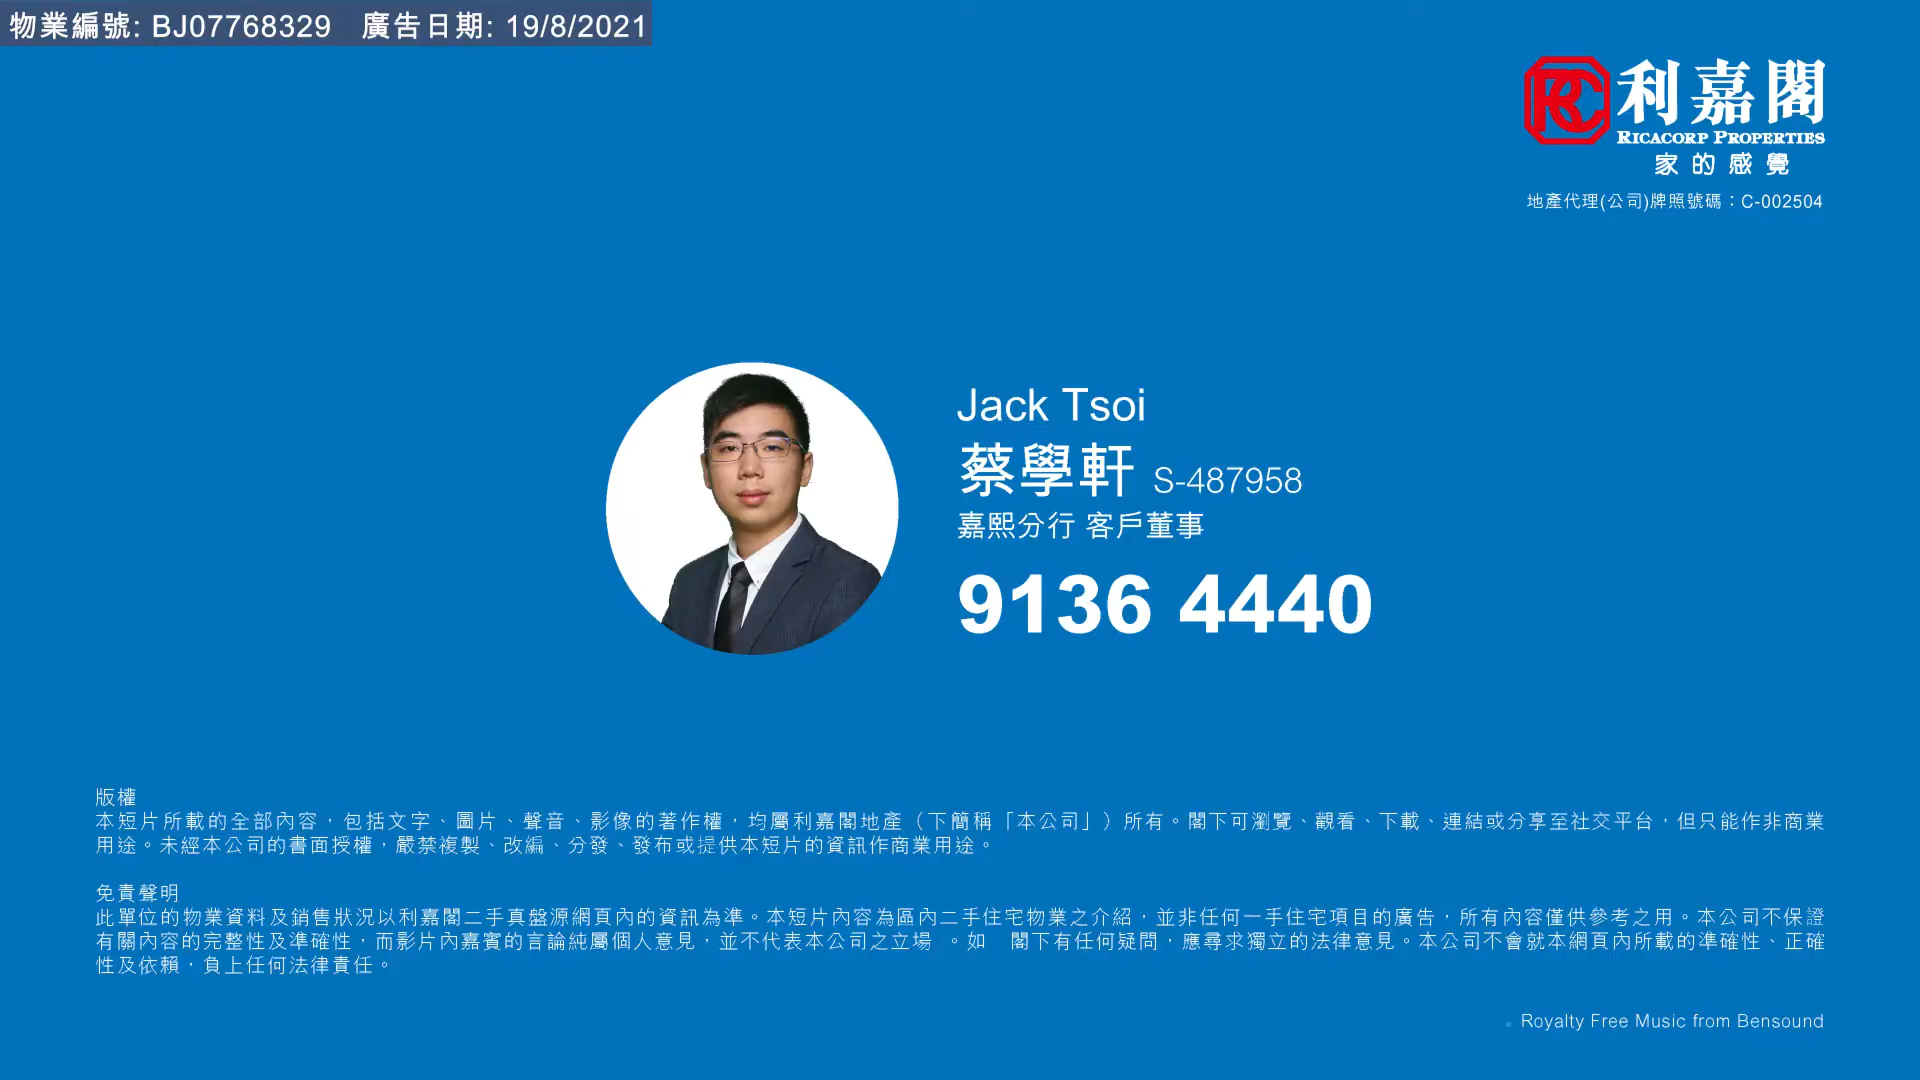 物業編號: BJ07768329 廣告日期: 19/8/2021
RC 利嘉閣
RICACORP PROPERTIES
家的感覺
地產代理(公司)牌照號碼：C-002504
Jack Tsoi
蔡學軒 S-487958
嘉熙分行 客戶董事
9136 4440
版權
本短片所載的全部內容，包括文字、圖片、聲音、影像的著作權，均屬利嘉閣地產（下簡稱「本公司」）所有。閣下可瀏覽、觀看、下載、連結或分享至社交平台，但只能作非商業
用途。未經本公司的書面授權，嚴禁複製、改編、分發、發布或提供本短片的資訊作商業用途。
免責聲明
此單位的物業資料及銷售狀況以利嘉閣二手真盤源網頁內的資訊為準。本短片內容為區內二手住宅物業之介紹，並非任何一手住宅項目的廣告，所有內容僅供參考之用。本公司不保證
有關內容的完整性及準確性，而影片內嘉賓的言論純屬個人意見，並不代表本公司之立場 。如 閣下有任何疑問，應尋求獨立的法律意見。本公司不會就本網頁內所載的準確性、正確
性及依賴，負上任何法律責任。
Royalty Free Music from Bensound